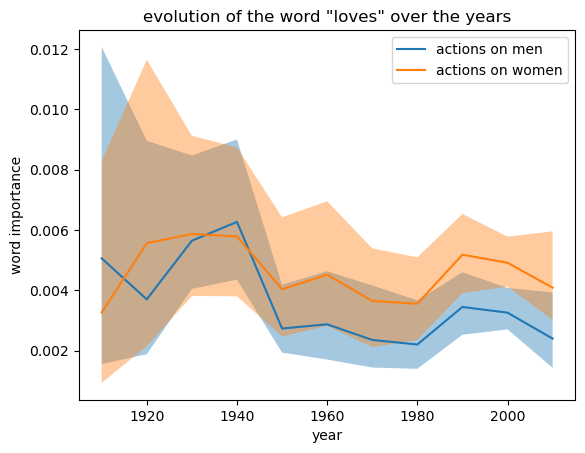 evolution of the word "loves" over the years
actions on men
actions on women
0.012
0.010
0.008
0.006
0.004
0.002
word importance
1920 1940 1960 1980 2000
year